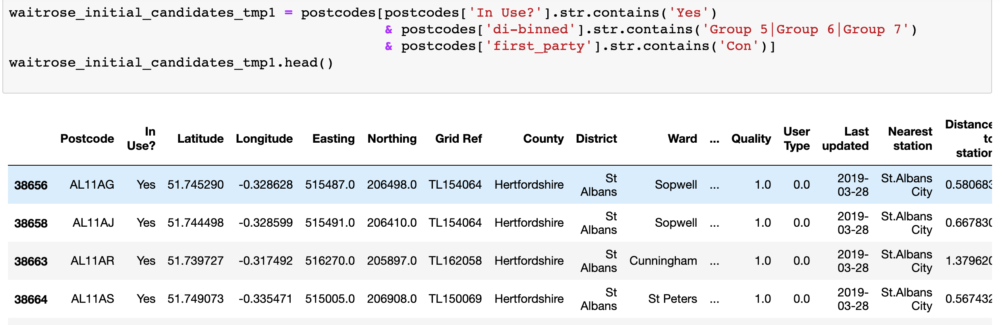 waitrose_initial_candidates_tmp1 = postcodes[postcodes['In Use?'].str.contains('Yes')
& postcodes['di-binned'].str.contains('Group 5|Group 6|Group 7')
& postcodes['first_party'].str.contains('Con')]
waitrose_initial_candidates_tmp1.head()
Postcode In Use? Latitude Longitude Easting Northing Grid Ref County District Ward ... Quality User Type Last updated Nearest station Distance to station
38656 AL11AG Yes 51.745290 -0.328628 515487.0 206498.0 TL154064 Hertfordshire St Albans Sopwell ... 1.0 0.0 2019-03-28 St.Albans City 0.580683
38658 AL11AJ Yes 51.744498 -0.328599 515491.0 206410.0 TL154064 Hertfordshire St Albans Sopwell ... 1.0 0.0 2019-03-28 St.Albans City 0.667830
38663 AL11AR Yes 51.739727 -0.317492 516270.0 205897.0 TL162058 Hertfordshire St Albans Cunningham ... 1.0 0.0 2019-03-28 St.Albans City 1.379620
38664 AL11AS Yes 51.749073 -0.335471 515005.0 206908.0 TL150069 Hertfordshire St Albans St Peters ... 1.0 0.0 2019-03-28 St.Albans City 0.567432